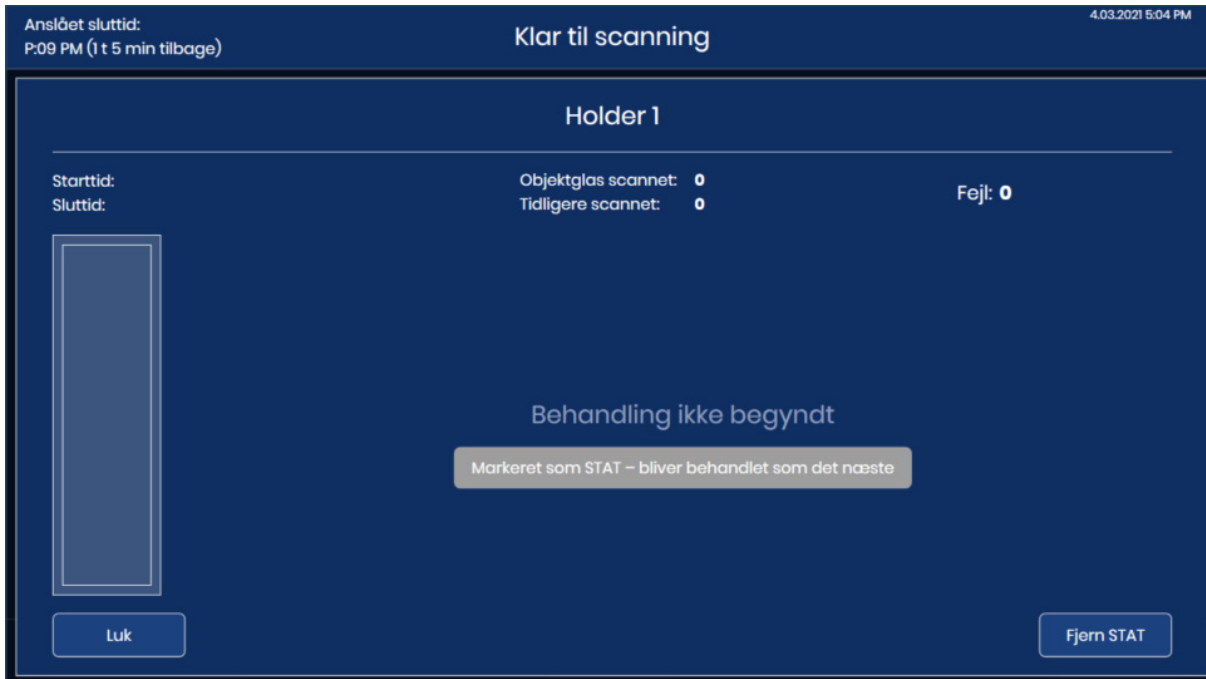 Anslået sluttid:
P:09 PM (1 t 5 min tilbage)
Klar til scanning
4.03.2021 5:04 PM
Holder 1
Starttid:
Sluttid:
Objektglas scannet: 0
Tidligere scannet: 0
Fejl: 0
Behandling ikke begyndt
Markeret som STAT – bliver behandlet som det næste
Luk
Fjern STAT